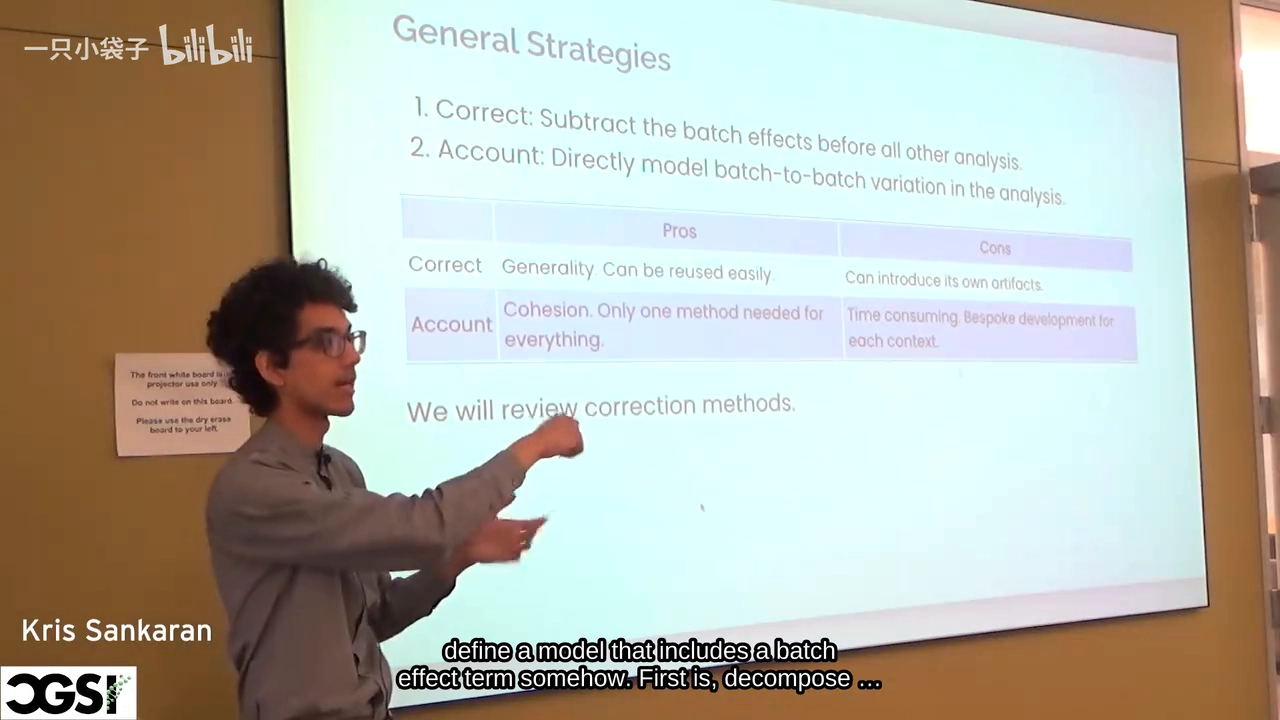 一只小袋子 bilibili
General Strategies
1. Correct: Subtract the batch effects before all other analysis.
2. Account: Directly model batch-to-batch variation in the analysis.
Pros Cons
Correct Generality. Can be reused easily. Can introduce its own artifacts.
Account Cohesion. Only one method needed for everything. Time consuming. Bespoke development for each context.
We will review correction methods.
The front white board is
projector use only
Do not write on this board.
Please use the dry erase
board to your left.
Kris Sankaran
CGSI
define a model that includes a batch
effect term somehow. First is, decompose ...